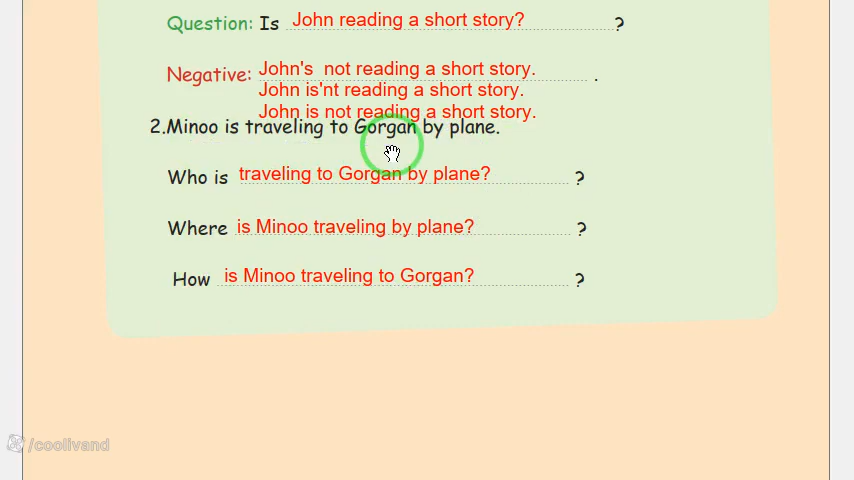 Question: Is John reading a short story? ?
Negative: John's not reading a short story. .
John is'nt reading a short story.
John is not reading a short story.
2.Minoo is traveling to Gorgan by plane.
Who is traveling to Gorgan by plane? ?
Where is Minoo traveling by plane? ?
How is Minoo traveling to Gorgan? ?
/coolivand